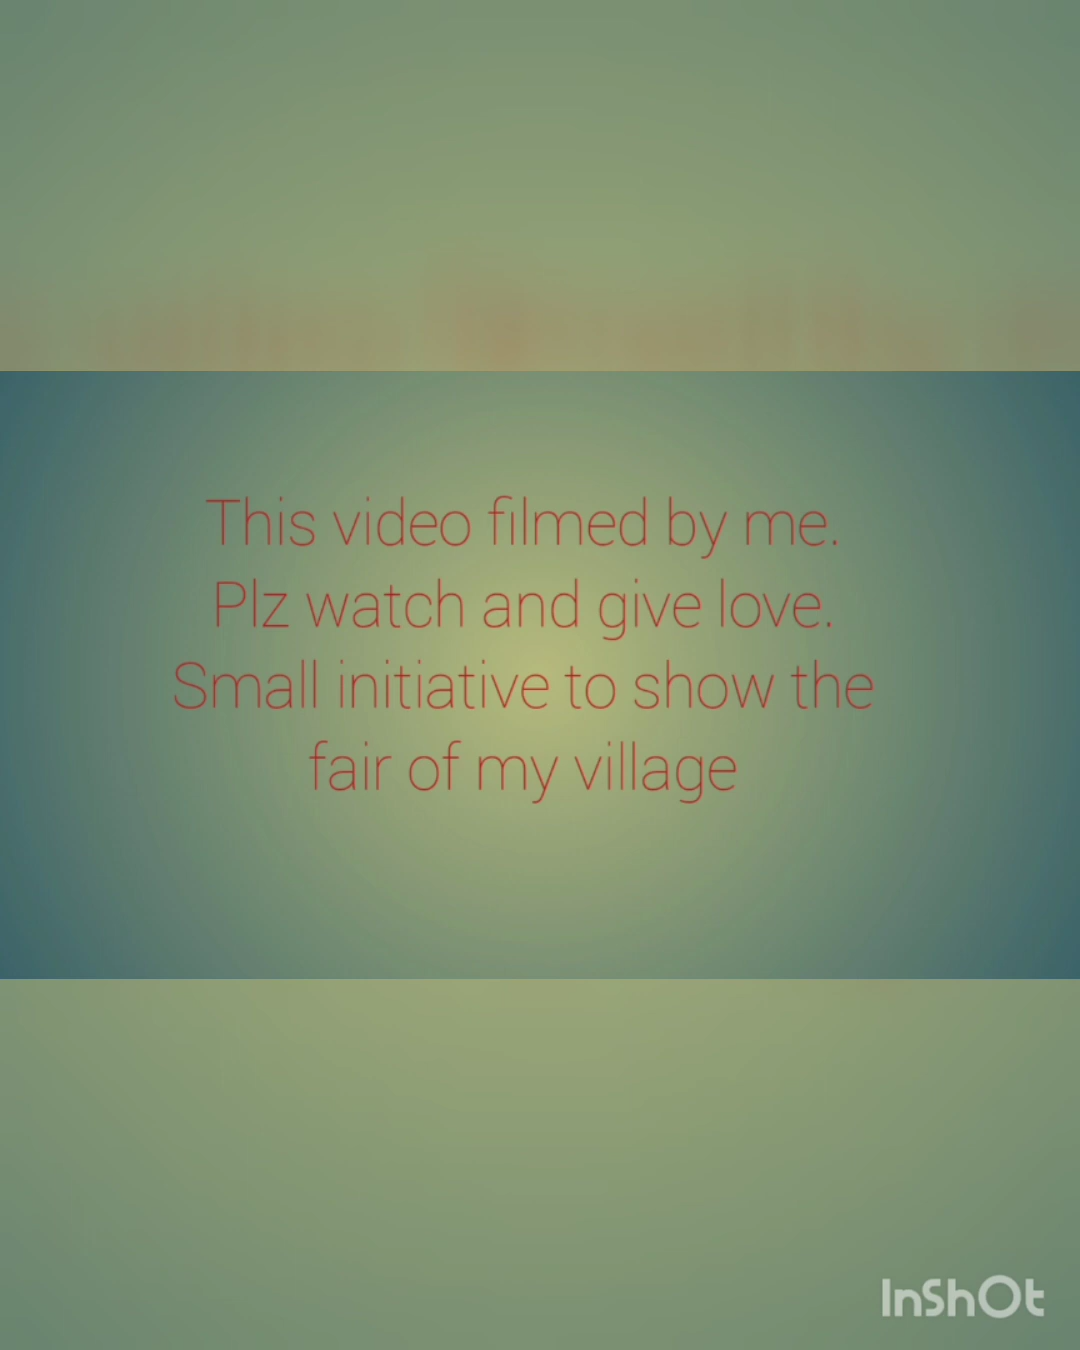 This video filmed by me.
Plz watch and give love.
Small initiative to show the
fair of my village
InShOt